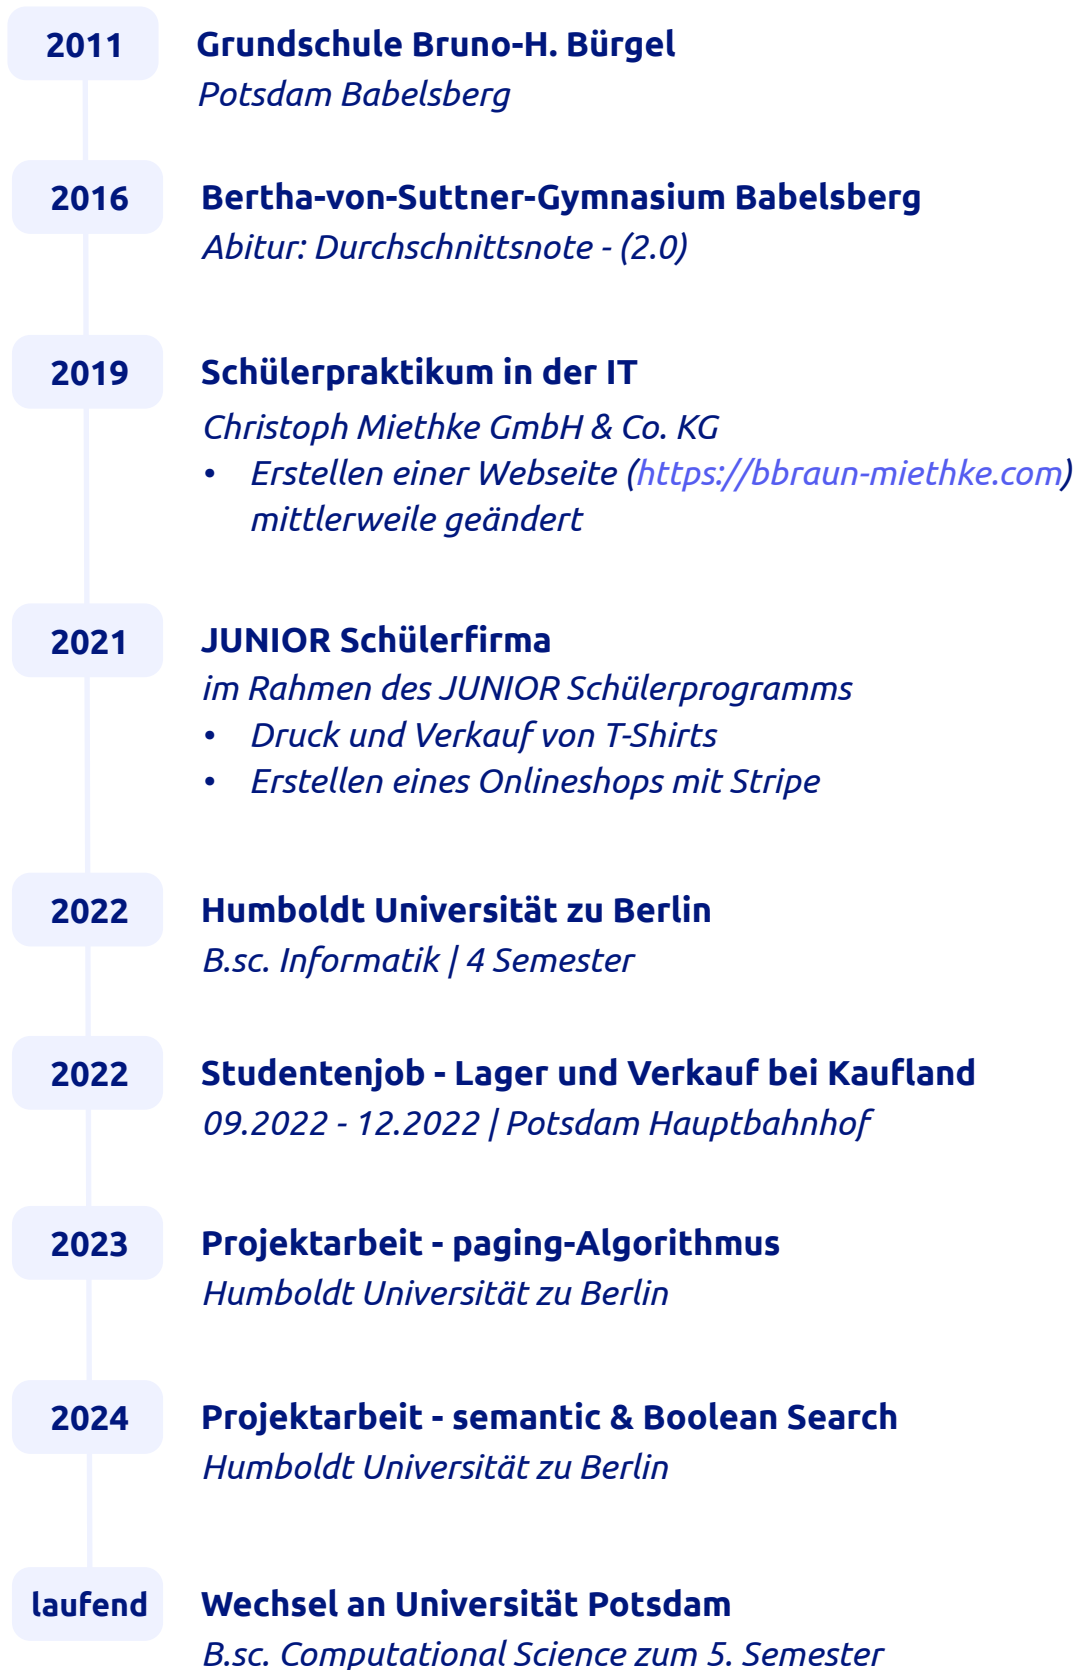 2011
Grundschule Bruno-H. Bürgel
Potsdam Babelsberg
2016
Bertha-von-Suttner-Gymnasium Babelsberg
Abitur: Durchschnittsnote - (2.0)
2019
Schülerpraktikum in der IT
Christoph Miethke GmbH & Co. KG
• Erstellen einer Webseite (https://bbraun-miethke.com)
mittlerweile geändert
2021
JUNIOR Schülerfirma
im Rahmen des JUNIOR Schülerprogramms
• Druck und Verkauf von T-Shirts
• Erstellen eines Onlineshops mit Stripe
2022
Humboldt Universität zu Berlin
B.sc. Informatik | 4 Semester
2022
Studentenjob - Lager und Verkauf bei Kaufland
09.2022 - 12.2022 | Potsdam Hauptbahnhof
2023
Projektarbeit - paging-Algorithmus
Humboldt Universität zu Berlin
2024
Projektarbeit - semantic & Boolean Search
Humboldt Universität zu Berlin
laufend
Wechsel an Universität Potsdam
B.sc. Computational Science zum 5. Semester